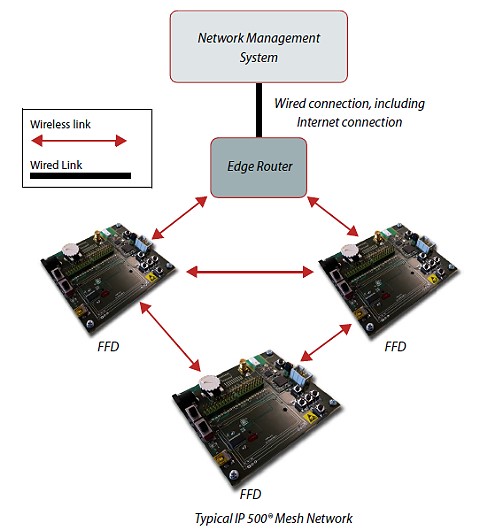 Network Management
System
Wired connection, including
Internet connection
Wireless link
Wired Link
Edge Router
FFD
FFD
FFD
Typical IP 500® Mesh Network